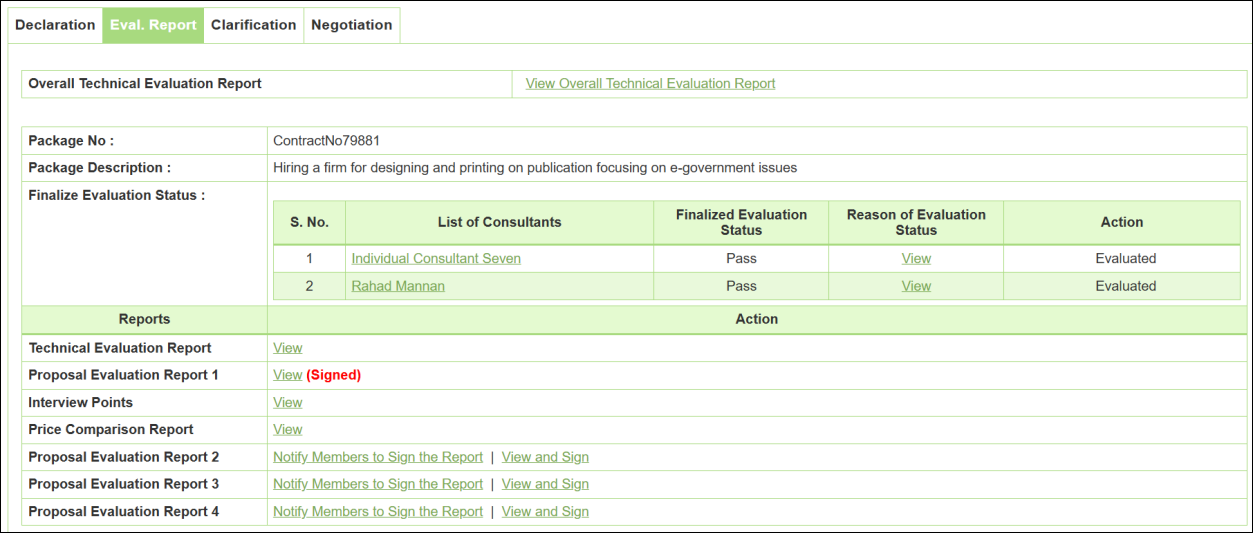 Declaration Eval. Report Clarification Negotiation
Overall Technical Evaluation Report View Overall Technical Evaluation Report
Package No : ContractNo79881
Package Description : Hiring a firm for designing and printing on publication focusing on e-government issues
Finalize Evaluation Status :
S. No. List of Consultants Finalized Evaluation Status Reason of Evaluation Status Action
1 Individual Consultant Seven Pass View Evaluated
2 Rahad Mannan Pass View Evaluated
Reports Action
Technical Evaluation Report View
Proposal Evaluation Report 1 View (Signed)
Interview Points View
Price Comparison Report View
Proposal Evaluation Report 2 Notify Members to Sign the Report | View and Sign
Proposal Evaluation Report 3 Notify Members to Sign the Report | View and Sign
Proposal Evaluation Report 4 Notify Members to Sign the Report | View and Sign